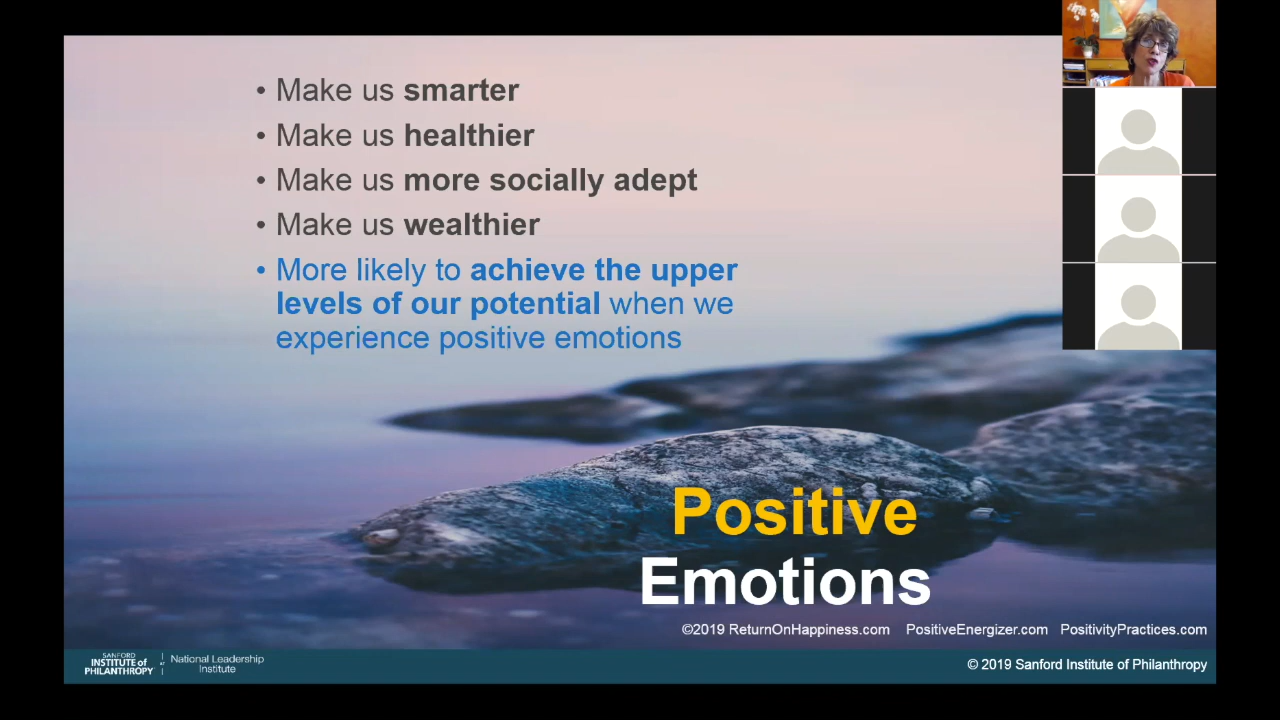 • Make us smarter
• Make us healthier
• Make us more socially adept
• Make us wealthier
• More likely to achieve the upper
levels of our potential when we
experience positive emotions
Positive
Emotions
©2019 ReturnOnHappiness.com PositiveEnergizer.com PositivityPractices.com
SANFORD
INSTITUTE of
PHILANTHROPY
AT
National Leadership
Institute
© 2019 Sanford Institute of Philanthropy